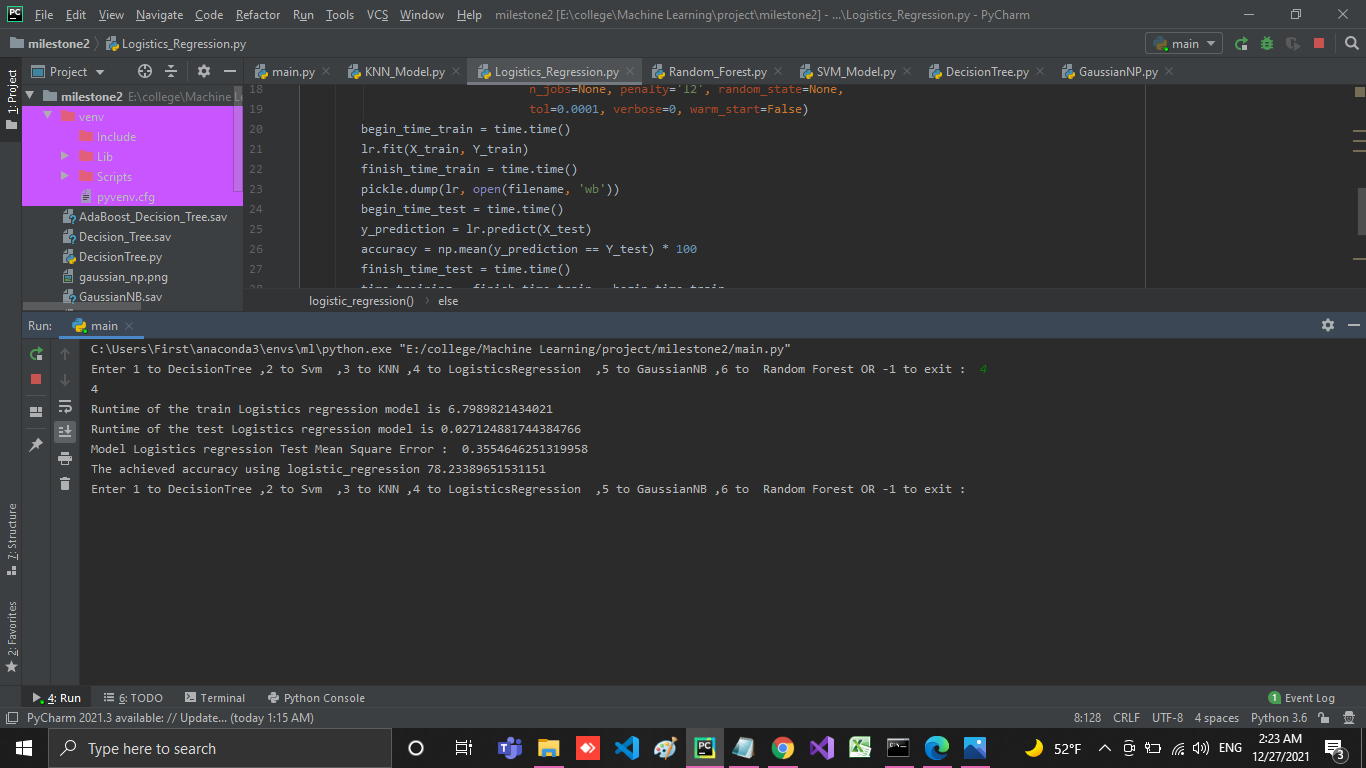 File Edit View Navigate Code Refactor Run Tools VCS Window Help milestone2 [E:\college\Machine Learning\project\milestone2] - ...\Logistics_Regression.py - PyCharm
milestone2 Logistics_Regression.py main
Project main.py KNN_Model.py Logistics_Regression.py Random_Forest.py SVM_Model.py DecisionTree.py GaussianNP.py
1: Project
milestone2 E:\college\Machine
venv
Include
Lib
Scripts
pyvenv.cfg
AdaBoost_Decision_Tree.sav
Decision_Tree.sav
DecisionTree.py
gaussian_np.png
GaussianNB.sav
18 n_jobs=None, penalty='l2', random_state=None,
19 tol=0.0001, verbose=0, warm_start=False)
20 begin_time_train = time.time()
21 lr.fit(X_train, Y_train)
22 finish_time_train = time.time()
23 pickle.dump(lr, open(filename, 'wb'))
24 begin_time_test = time.time()
25 y_prediction = lr.predict(X_test)
26 accuracy = np.mean(y_prediction == Y_test) * 100
27 finish_time_test = time.time()
28 time_training = finish_time_train - begin_time_train
logistic_regression() › else
Run: main
C:\Users\First\anaconda3\envs\ml\python.exe "E:/college/Machine Learning/project/milestone2/main.py"
Enter 1 to DecisionTree ,2 to Svm  ,3 to KNN ,4 to LogisticsRegression  ,5 to GaussianNB ,6 to  Random Forest OR -1 to exit :  4
4
Runtime of the train Logistics regression model is 6.7989821434021
Runtime of the test Logistics regression model is 0.027124881744384766
Model Logistics regression Test Mean Square Error :  0.3554646251319958
The achieved accuracy using logistic_regression 78.23389651531151
Enter 1 to DecisionTree ,2 to Svm  ,3 to KNN ,4 to LogisticsRegression  ,5 to GaussianNB ,6 to  Random Forest OR -1 to exit :
7: Structure
2: Favorites
4: Run 6: TODO Terminal Python Console 1 Event Log
PyCharm 2021.3 available: // Update... (today 1:15 AM) 8:128 CRLF UTF-8 4 spaces Python 3.6
Type here to search 52°F ENG 2:23 AM
12/27/2021 3